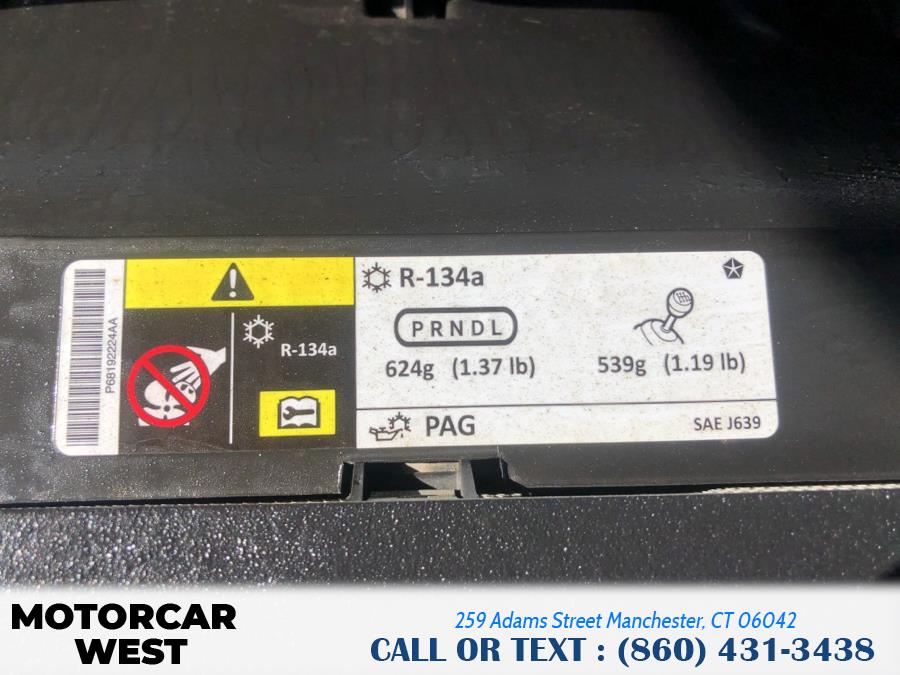 P68192224AA
R-134a
R-134a
PRNDL
624g (1.37 lb)
539g (1.19 lb)
PAG
SAE J639
MOTORCAR
WEST
259 Adams Street Manchester, CT 06042
CALL OR TEXT : (860) 431-3438